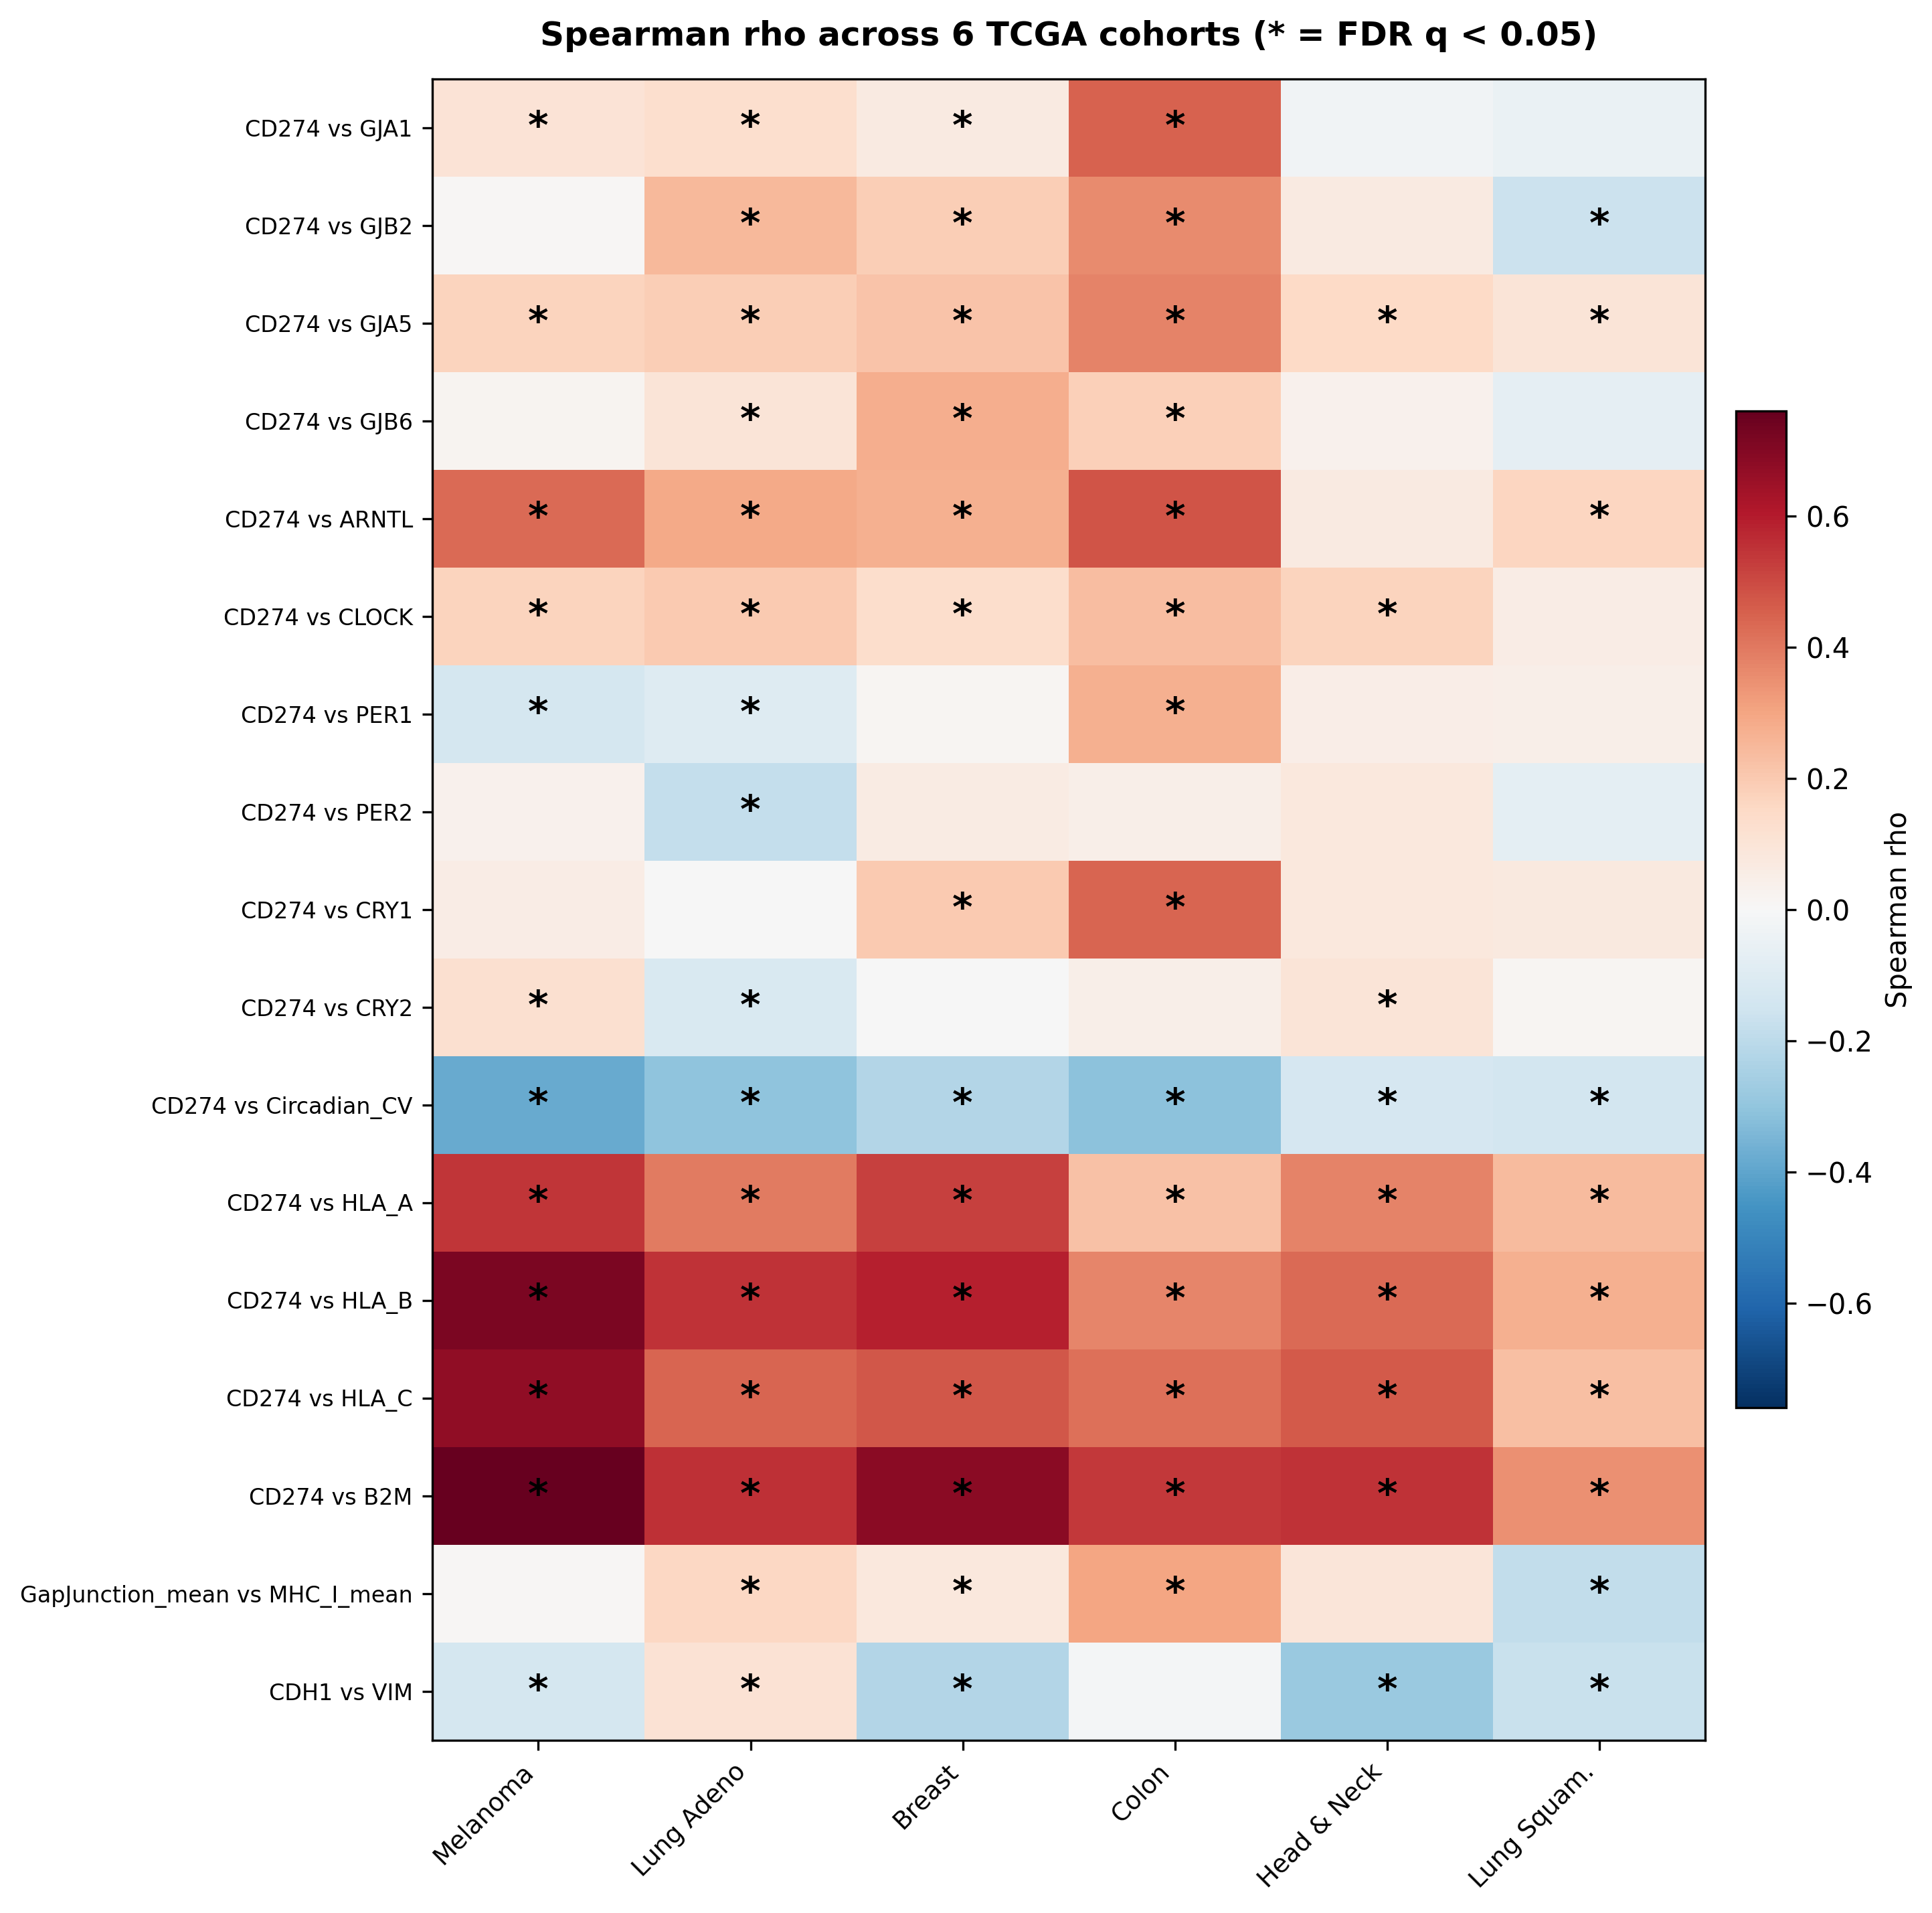 Spearman rho across 6 TCGA cohorts (* = FDR q < 0.05)
CD274 vs GJA1
* * * *
CD274 vs GJB2
* * * *
CD274 vs GJA5
* * * * * *
CD274 vs GJB6
* * *
CD274 vs ARNTL
* * * * *
CD274 vs CLOCK
* * * * *
CD274 vs PER1
* * *
CD274 vs PER2
*
CD274 vs CRY1
* *
CD274 vs CRY2
* * *
CD274 vs Circadian_CV
* * * * * *
CD274 vs HLA_A
* * * * * *
CD274 vs HLA_B
* * * * * *
CD274 vs HLA_C
* * * * * *
CD274 vs B2M
* * * * * *
GapJunction_mean vs MHC_I_mean
* * * *
CDH1 vs VIM
* * * * *
Melanoma
Lung Adeno
Breast
Colon
Head & Neck
Lung Squam.
0.6
0.4
0.2
0.0
−0.2
−0.4
−0.6
Spearman rho